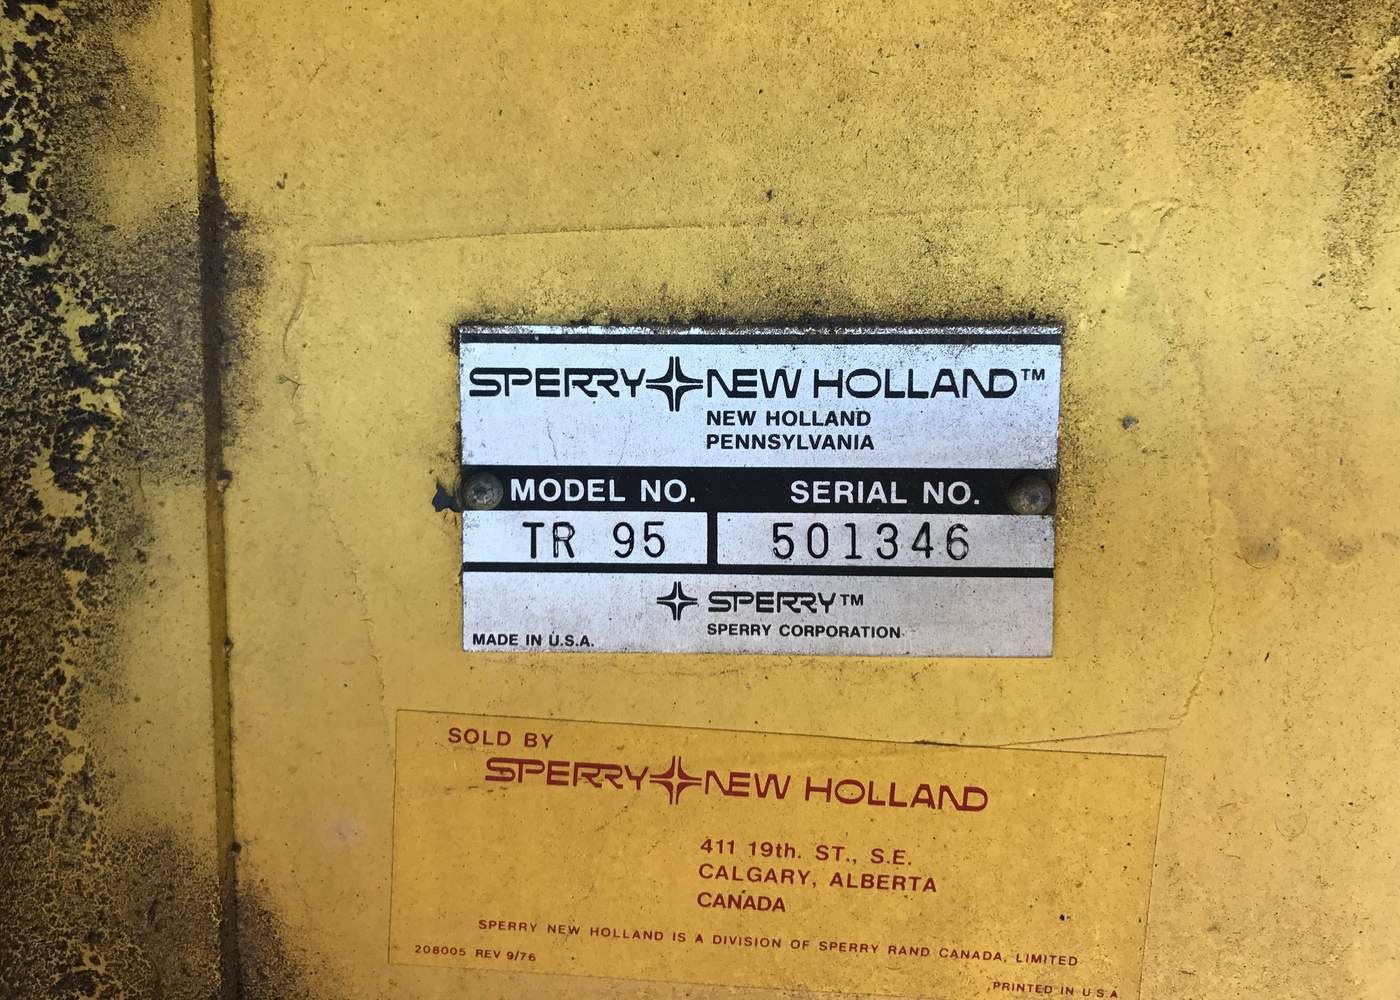 SPERRY NEW HOLLAND™
NEW HOLLAND
PENNSYLVANIA
MODEL NO. SERIAL NO.
TR 95 501346
SPERRY™
SPERRY CORPORATION
MADE IN U.S.A.
SOLD BY
SPERRY NEW HOLLAND
411 19th. ST., S.E.
CALGARY, ALBERTA
CANADA
SPERRY NEW HOLLAND IS A DIVISION OF SPERRY RAND CANADA, LIMITED
208005 REV 9/76
PRINTED IN U.S.A